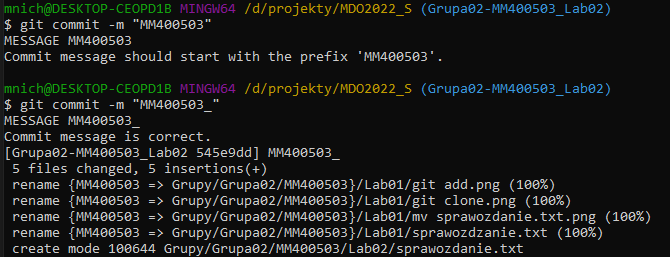 mnich@DESKTOP-CEOPD1B MINGW64 /d/projekty/MDO2022_S (Grupa02-MM400503_Lab02)
$ git commit -m "MM400503"
MESSAGE MM400503
Commit message should start with the prefix 'MM400503'.
mnich@DESKTOP-CEOPD1B MINGW64 /d/projekty/MDO2022_S (Grupa02-MM400503_Lab02)
$ git commit -m "MM400503_"
MESSAGE MM400503_
Commit message is correct.
[Grupa02-MM400503_Lab02 545e9dd] MM400503_
5 files changed, 5 insertions(+)
rename {MM400503 => Grupy/Grupa02/MM400503}/Lab01/git add.png (100%)
rename {MM400503 => Grupy/Grupa02/MM400503}/Lab01/git clone.png (100%)
rename {MM400503 => Grupy/Grupa02/MM400503}/Lab01/mv sprawozdanie.txt.png (100%)
rename {MM400503 => Grupy/Grupa02/MM400503}/Lab01/sprawozdanie.txt (100%)
create mode 100644 Grupy/Grupa02/MM400503/Lab02/sprawozdanie.txt